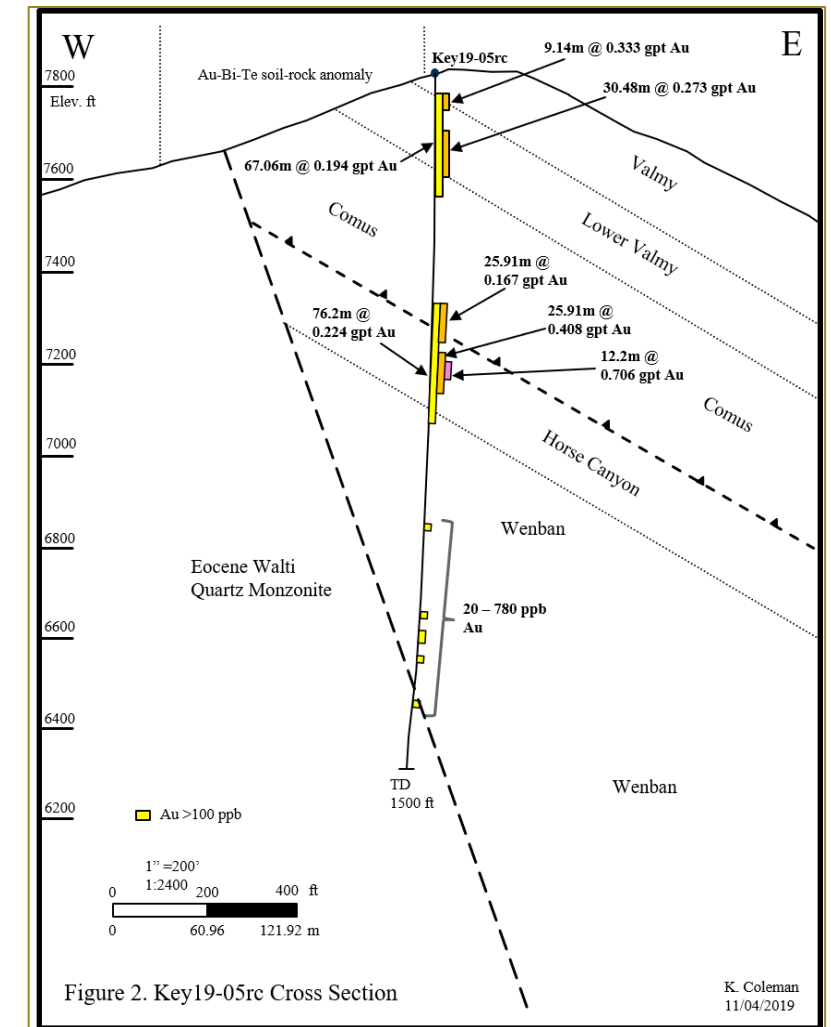 W
E
Key19-05rc
9.14m @ 0.333 gpt Au
7800
Elev. ft
Au-Bi-Te soil-rock anomaly
30.48m @ 0.273 gpt Au
67.06m @ 0.194 gpt Au
7600
Valmy
Comus
Lower Valmy
7400
25.91m @
0.167 gpt Au
76.2m @
0.224 gpt Au
25.91m @
0.408 gpt Au
7200
12.2m @
0.706 gpt Au
Comus
7000
Horse Canyon
6800
Wenban
Eocene Walti
Quartz Monzonite
20 – 780 ppb
Au
6600
6400
TD
1500 ft
Wenban
6200
Au >100 ppb
1” =200’
1:2400
0 200 400 ft
0 60.96 121.92 m
Figure 2. Key19-05rc Cross Section
K. Coleman
11/04/2019